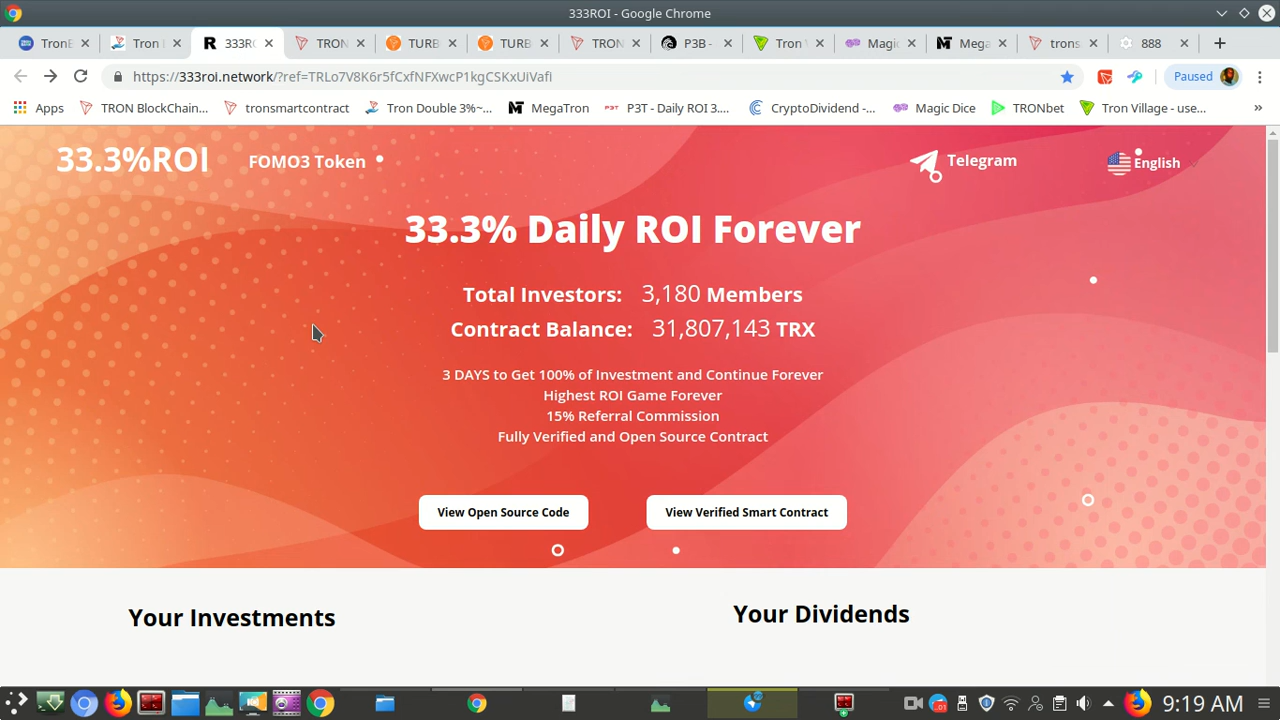 333ROI - Google Chrome
TronE
Tron I
333R
TRON
TURB
TURB
TRON
P3B -
Tron V
Magic
Mega
trons
888
https://333roi.network/?ref=TRLo7V8K6r5fCxfNFXwcP1kgCSKxUiVafi
Paused
Apps
TRON BlockChain...
tronsmartcontract
Tron Double 3%~...
MegaTron
P3T P3T - Daily ROI 3....
CryptoDividend -...
Magic Dice
TRONbet
Tron Village - use...
»
33.3%ROI
FOMO3 Token
Telegram
English
33.3% Daily ROI Forever
Total Investors: 3,180 Members
Contract Balance: 31,807,143 TRX
3 DAYS to Get 100% of Investment and Continue Forever
Highest ROI Game Forever
15% Referral Commission
Fully Verified and Open Source Contract
View Open Source Code
View Verified Smart Contract
Your Investments
Your Dividends
9:19 AM